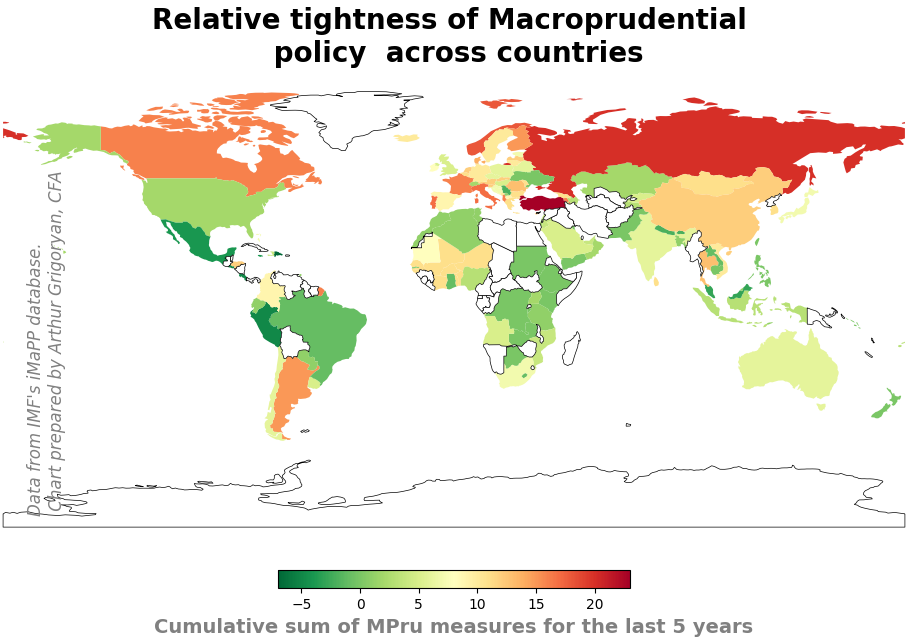 Relative tightness of Macroprudential
policy  across countries
Data from IMF's iMaPP database.
Chart prepared by Arthur Grigoryan, CFA
−5 0 5 10 15 20
Cumulative sum of MPru measures for the last 5 years